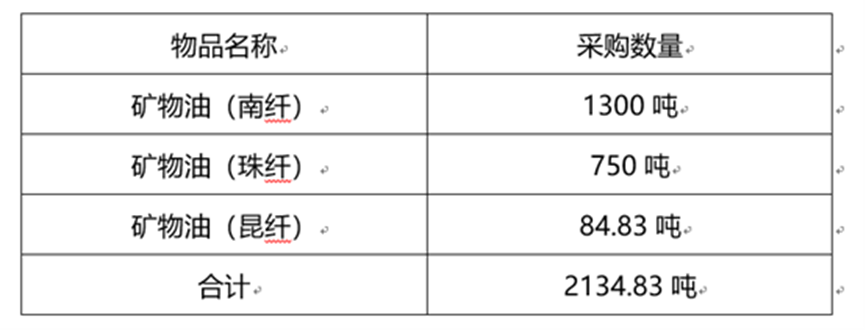 物品名称 采购数量
矿物油（南纤） 1300 吨
矿物油（珠纤） 750 吨
矿物油（昆纤） 84.83 吨
合计 2134.83 吨